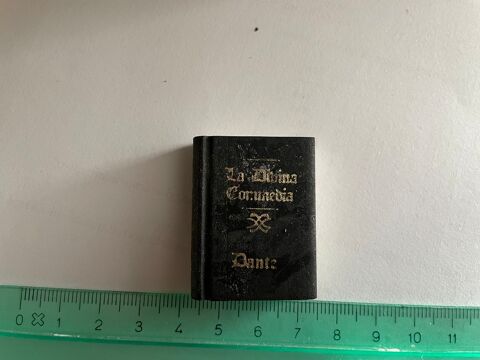 La Divina
Commedia
Dante
0 1 2 3 4 5 6 7 8 9 10 11